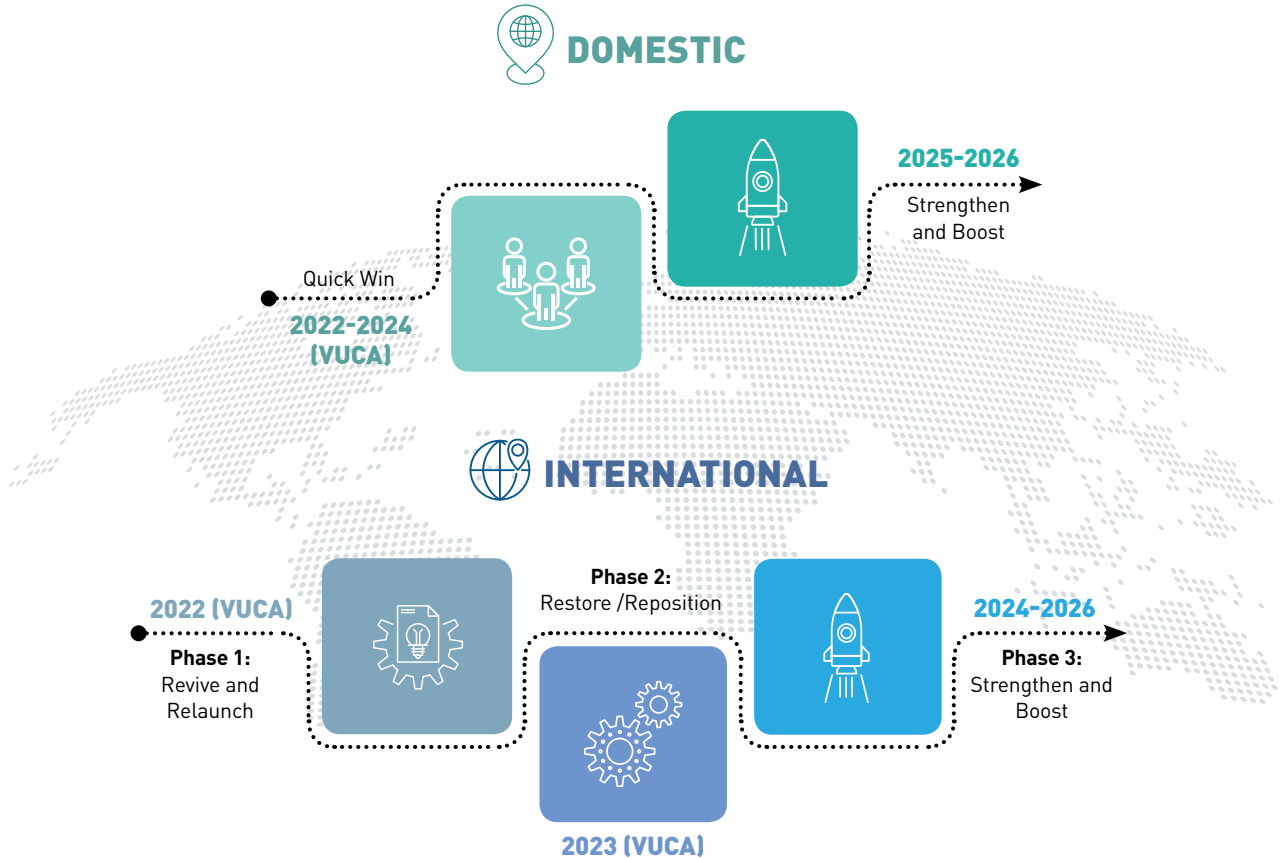 DOMESTIC
Quick Win
2022-2024
(VUCA)
2025-2026
Strengthen
and Boost
INTERNATIONAL
2022 (VUCA)
Phase 1:
Revive and
Relaunch
Phase 2:
Restore /Reposition
2023 (VUCA)
2024-2026
Phase 3:
Strengthen and
Boost